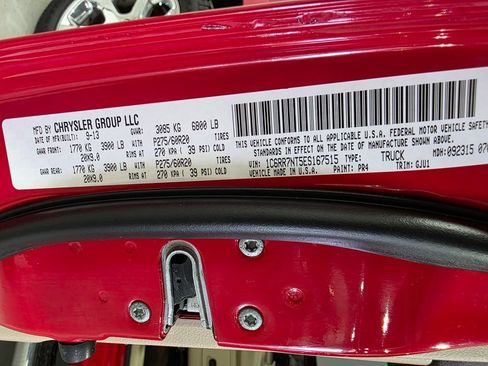 MFD BY CHRYSLER GROUP LLC
DATE OF MFR(BUILT): 9-13 GVWR: 3085 KG 6800 LB
GAWR FRONT: 1770 KG 3900 LB TIRES P275/60R20
20X9.0 RIMS AT 270 KPA ( 39 PSI) COLD
GAWR REAR: 1770 KG 3900 LB TIRES P275/60R20
20X9.0 RIMS AT 270 KPA ( 39 PSI) COLD
THIS VEHICLE CONFORMS TO ALL APPLICABLE U.S.A. FEDERAL MOTOR VEHICLE SAFETY
STANDARDS IN EFFECT ON THE DATE OF MANUFACTURE SHOWN ABOVE.
VIN: 1C6RR7NT5ES167515 TYPE: TRUCK MDH: 092315
VEHICLE MADE IN U.S.A. PAINT: PR4 TRIM: GJU1